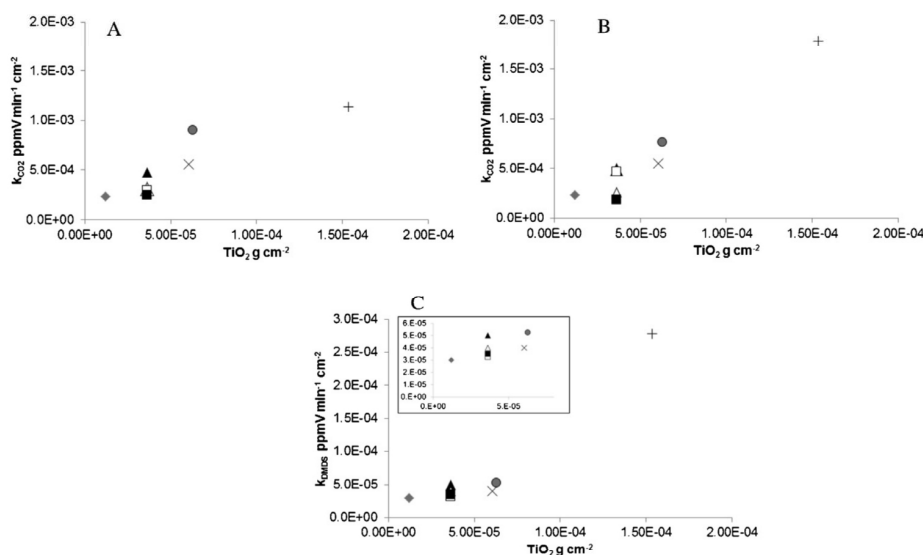 A
2.0E-03
1.5E-03
1.0E-03
5.0E-04
0.0E+00
k_CO2 ppmV min⁻¹ cm⁻²
0.00E+00 5.00E-05 1.00E-04 1.50E-04 2.00E-04
TiO₂ g cm⁻²
B
2.0E-03
1.5E-03
1.0E-03
5.0E-04
0.0E+00
k_CO2 ppmV min⁻¹ cm⁻²
0.00E+00 5.00E-05 1.00E-04 1.50E-04 2.00E-04
TiO₂ g cm⁻²
C
3.0E-04
2.5E-04
2.0E-04
1.5E-04
1.0E-04
5.0E-05
0.0E+00
k_DMDS ppmV min⁻¹ cm⁻²
6.E-05
5.E-05
4.E-05
3.E-05
2.E-05
1.E-05
0.E+00
0.E+00 5.E-05
0.00E+00 5.00E-05 1.00E-04 1.50E-04 2.00E-04
TiO₂ g cm⁻²